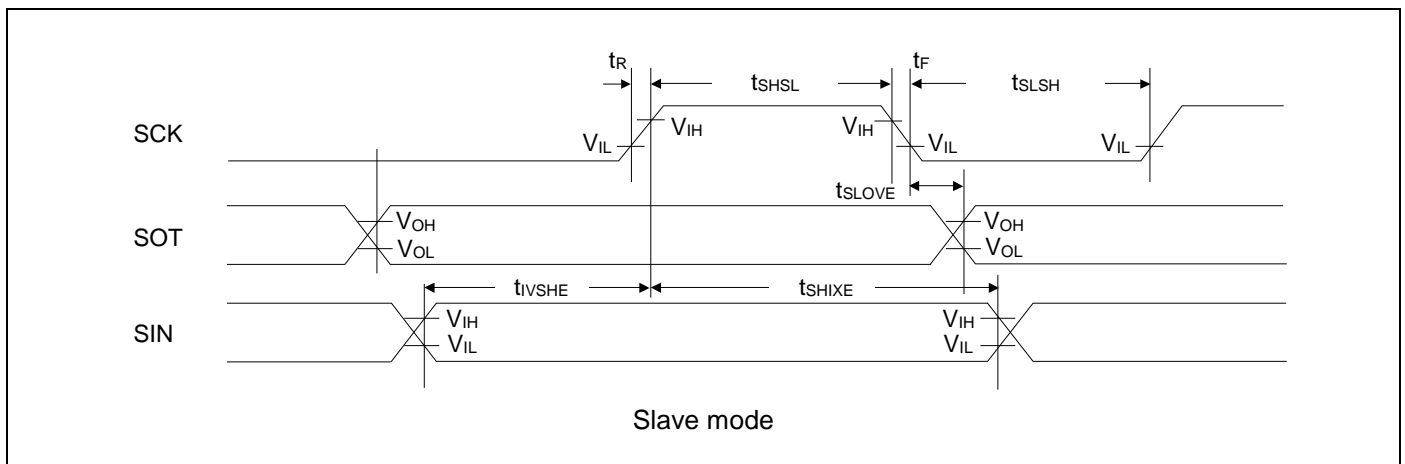 tR tF
tSHSL tSLSH
SCK VIH VIH
VIL VIL VIL
tSLOVE
SOT VOH VOH
VOL VOL
tIVSHE tSHIXE
SIN VIH VIH
VIL VIL
Slave mode